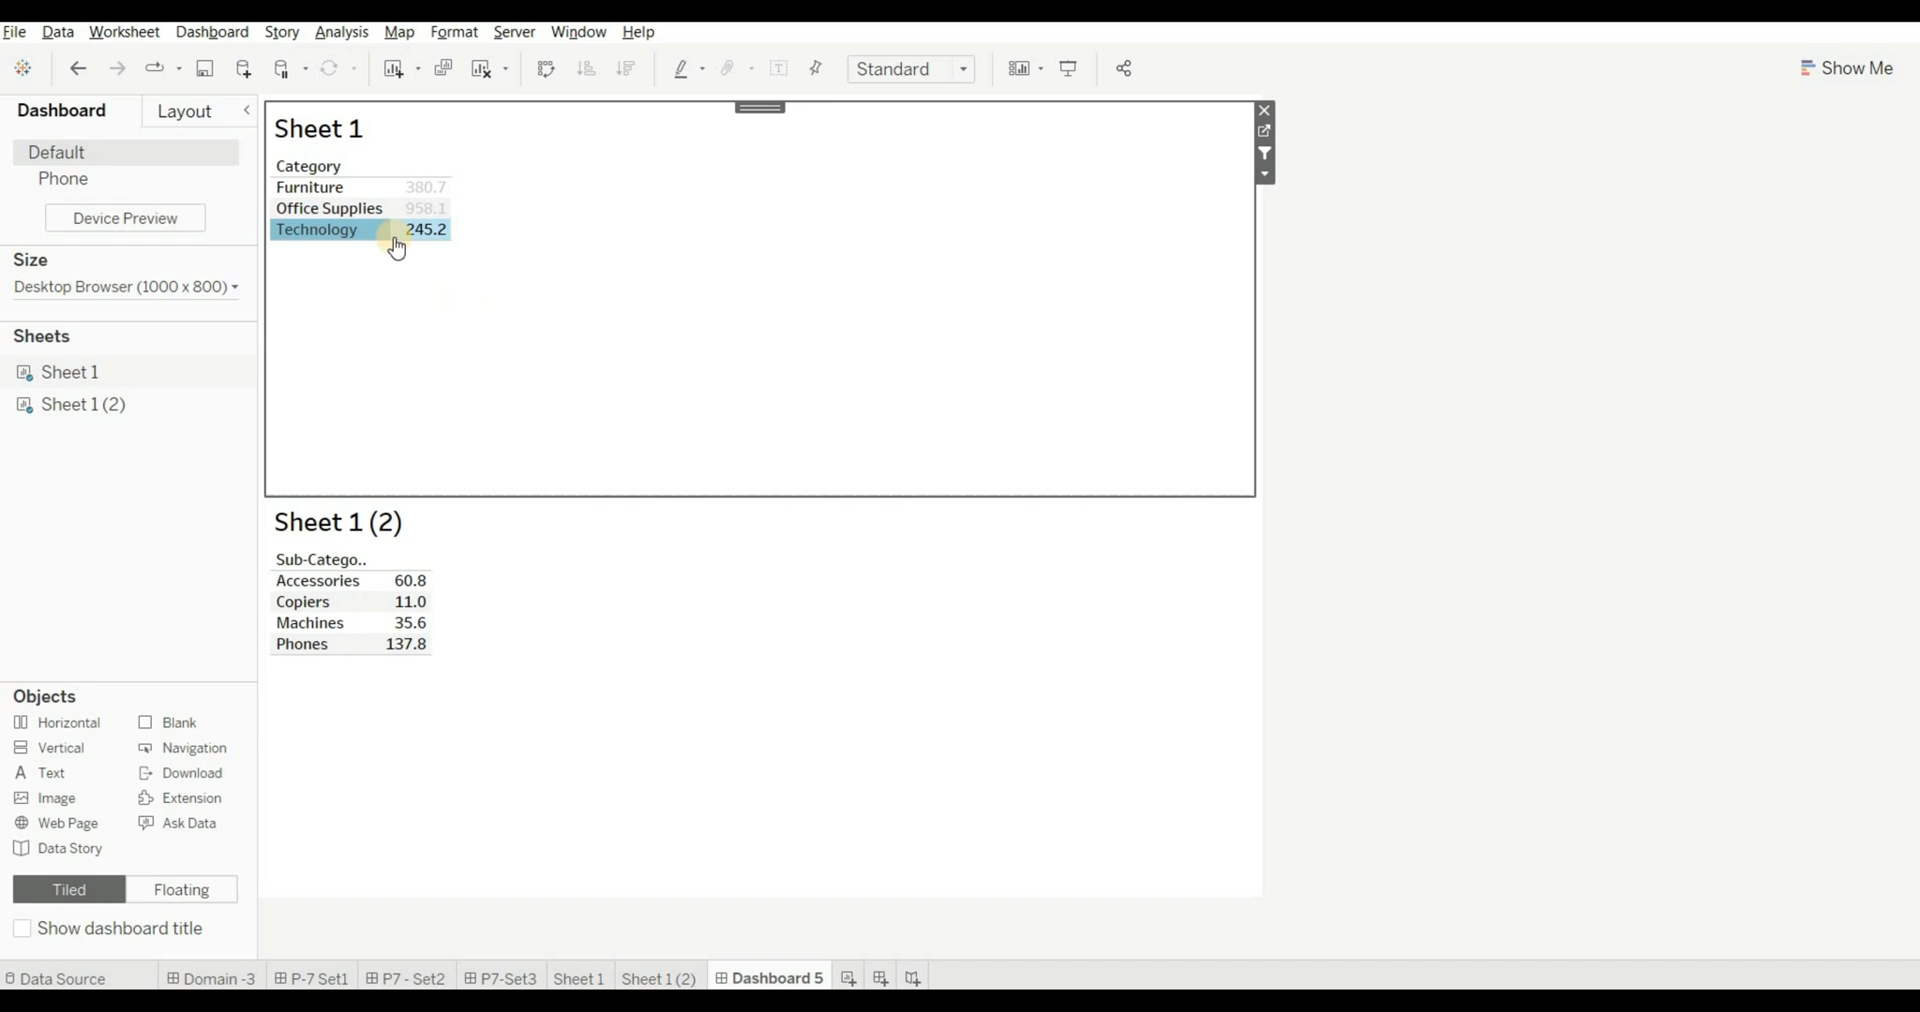 File Data Worksheet Dashboard Story Analysis Map Format Server Window Help
Standard
Show Me
Dashboard Layout
Default
Phone
Device Preview
Size
Desktop Browser (1000 x 800)
Sheets
Sheet 1
Sheet 1 (2)
Objects
Horizontal Blank
Vertical Navigation
Text Download
Image Extension
Web Page Ask Data
Data Story
Tiled Floating
Show dashboard title
Sheet 1
Category
Furniture 380.7
Office Supplies 958.1
Technology 245.2
Sheet 1 (2)
Sub-Catego..
Accessories 60.8
Copiers 11.0
Machines 35.6
Phones 137.8
Data Source Domain -3 P-7 Set1 P7 - Set2 P7-Set3 Sheet 1 Sheet 1 (2) Dashboard 5